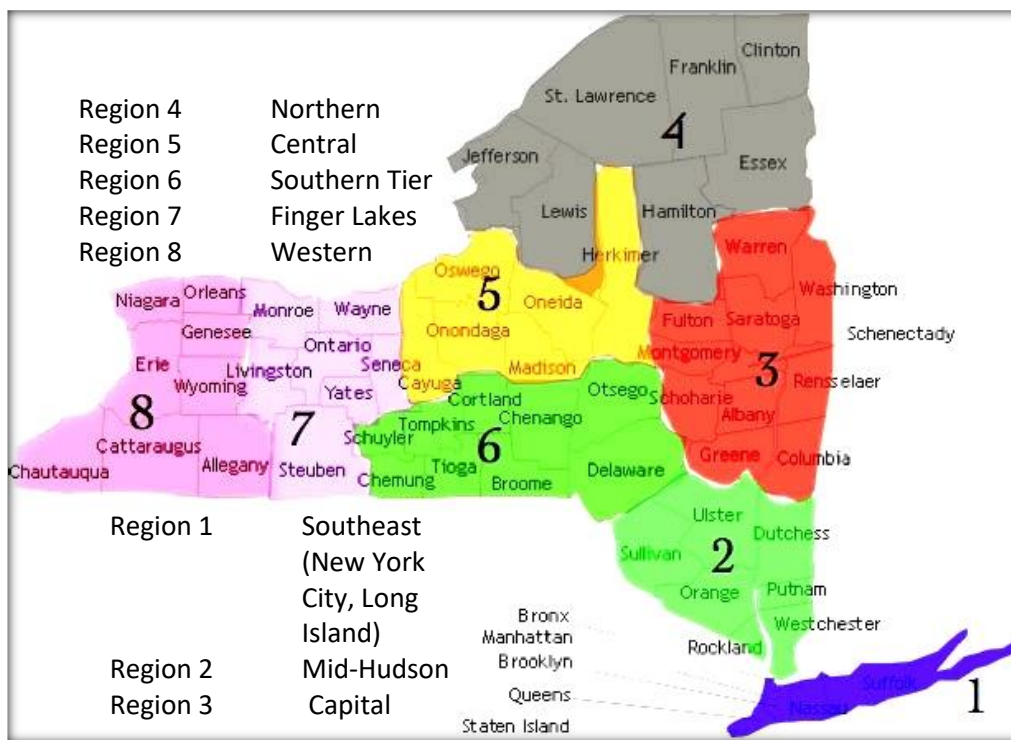 Clinton
Franklin
St. Lawrence
4
Jefferson
Essex
Lewis
Hamilton
Herkimer
Region 4 Northern
Region 5 Central
Region 6 Southern Tier
Region 7 Finger Lakes
Region 8 Western
Warren
Washington
Oswego
5
Oneida
Onondaga
Madison
Cayuga
Fulton
Saratoga
Schenectady
Montgomery
3
Rensselaer
Schoharie
Albany
Greene
Columbia
Niagara
Orleans
Genesee
Erie
Wyoming
8
Cattaraugus
Chautauqua
Allegany
Monroe
Wayne
Ontario
Seneca
Livingston
Yates
7
Steuben
Cortland
Otsego
Chenango
Tompkins
Schuyler
6
Tioga
Chemung
Broome
Delaware
Ulster
Dutchess
Sullivan
2
Orange
Putnam
Westchester
Rockland
Region 1 Southeast
(New York
City, Long
Island)
Region 2 Mid-Hudson
Region 3 Capital
Bronx
Manhattan
Brooklyn
Queens
Staten Island
Suffolk
Nassau
1